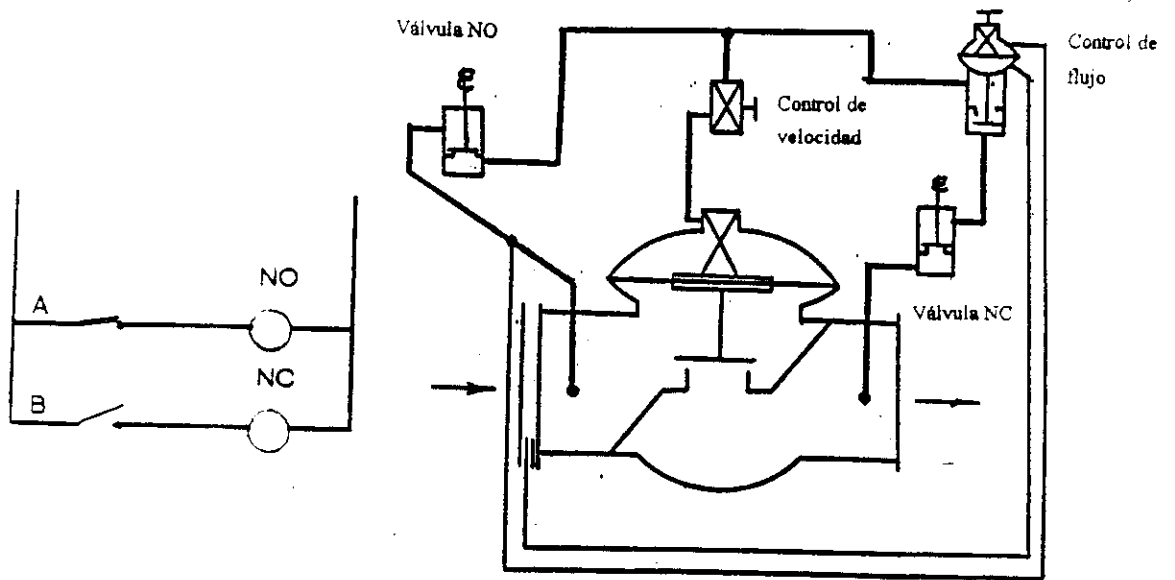 Válvula NO
Control de
flujo
Control de
velocidad
A
NO
Válvula NC
NC
B